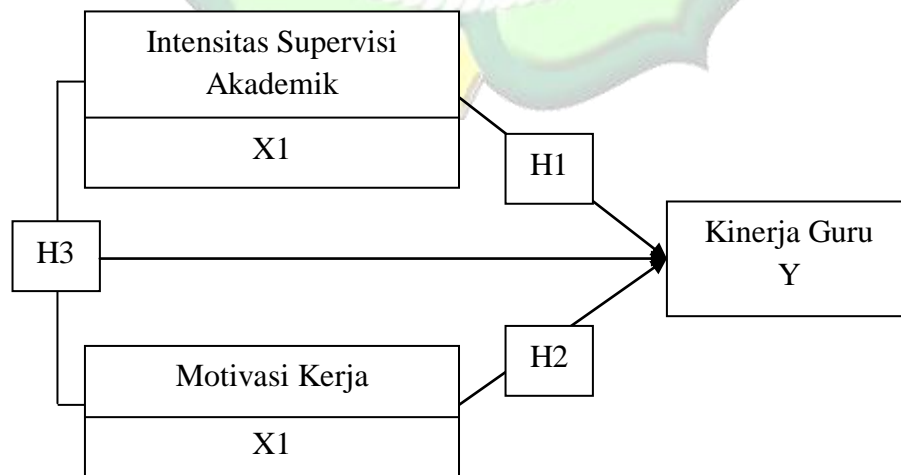 Intensitas Supervisi
Akademik
X1
H1
H3
Kinerja Guru
Y
H2
Motivasi Kerja
X1